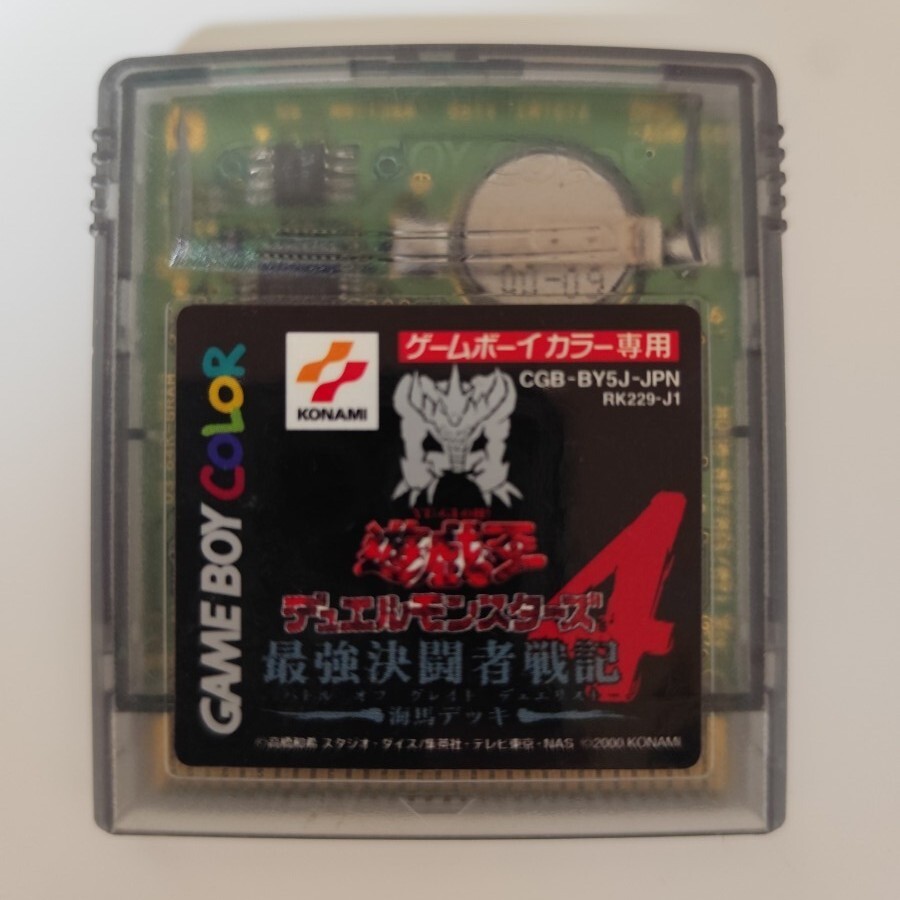 01-19
ゲームボーイカラー専用
KONAMI
CGB-BY5J-JPN
RK229-J1
GAME BOY COLOR
遊戯王
デュエルモンスターズ
4
最強決闘者戦記
バトル オブ グレイト デュエリスト
海馬デッキ
©高橋和希 スタジオ・ダイス/集英社・テレビ東京・NAS ©2000 KONAMI